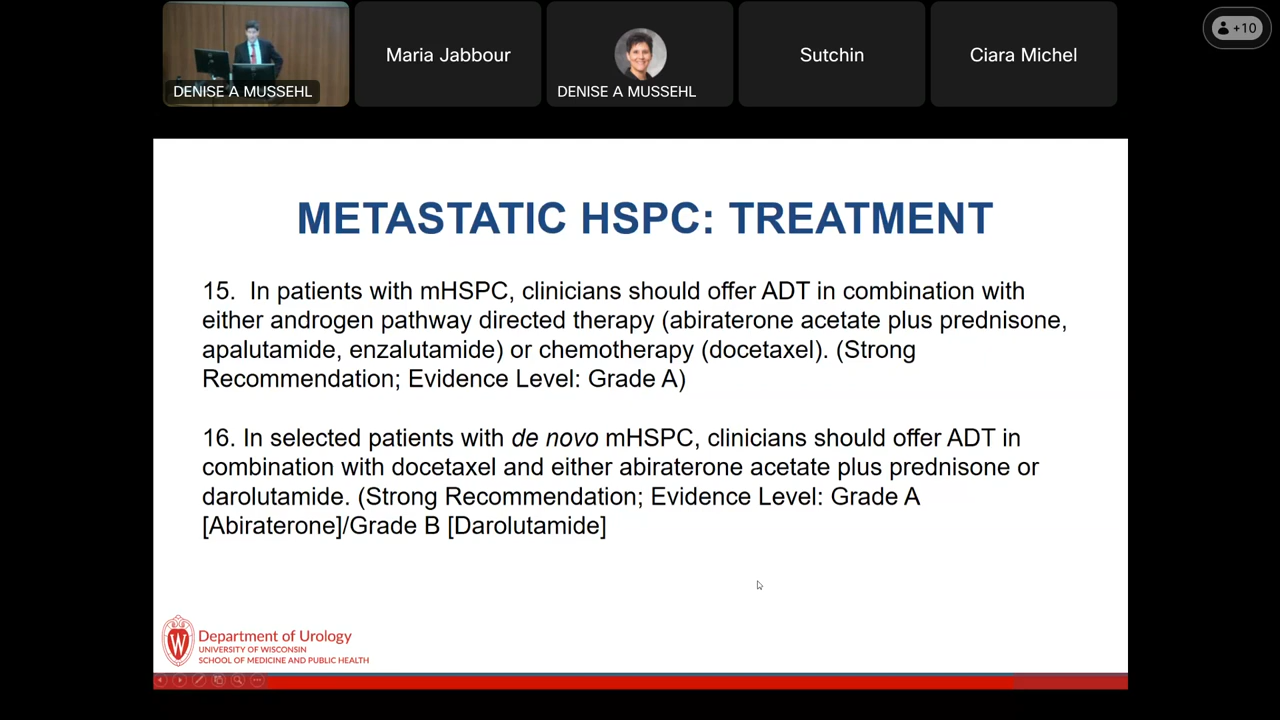 DENISE A MUSSEHL
Maria Jabbour
DENISE A MUSSEHL
Sutchin
Ciara Michel
+10
METASTATIC HSPC: TREATMENT
15.  In patients with mHSPC, clinicians should offer ADT in combination with
either androgen pathway directed therapy (abiraterone acetate plus prednisone,
apalutamide, enzalutamide) or chemotherapy (docetaxel). (Strong
Recommendation; Evidence Level: Grade A)
16. In selected patients with de novo mHSPC, clinicians should offer ADT in
combination with docetaxel and either abiraterone acetate plus prednisone or
darolutamide. (Strong Recommendation; Evidence Level: Grade A
[Abiraterone]/Grade B [Darolutamide]
W
Department of Urology
UNIVERSITY OF WISCONSIN
SCHOOL OF MEDICINE AND PUBLIC HEALTH